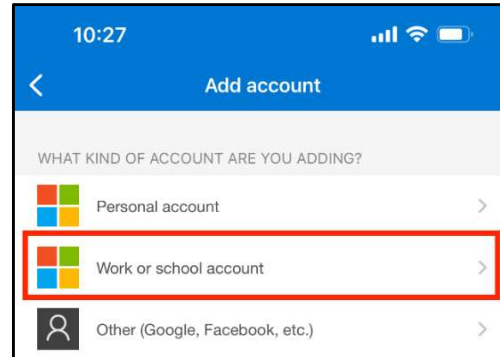 10:27
Add account
WHAT KIND OF ACCOUNT ARE YOU ADDING?
Personal account
Work or school account
Other (Google, Facebook, etc.)